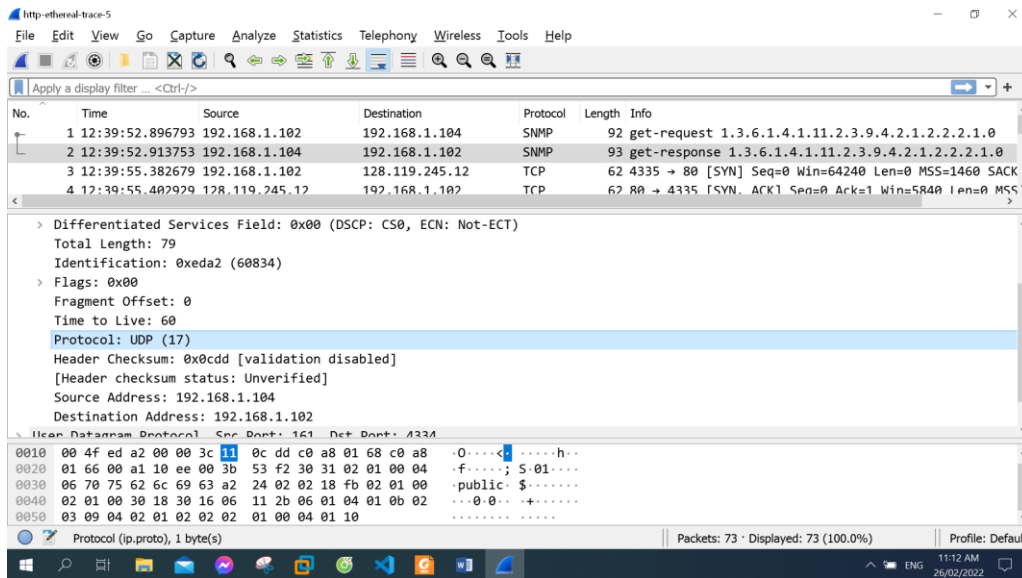 http-ethereal-trace-5
File Edit View Go Capture Analyze Statistics Telephony Wireless Tools Help
Apply a display filter ... <Ctrl-/>
No. Time Source Destination Protocol Length Info
1 12:39:52.896793 192.168.1.102 192.168.1.104 SNMP 92 get-request 1.3.6.1.4.1.11.2.3.9.4.2.1.2.2.2.1.0
2 12:39:52.913753 192.168.1.104 192.168.1.102 SNMP 93 get-response 1.3.6.1.4.1.11.2.3.9.4.2.1.2.2.2.1.0
3 12:39:55.382679 192.168.1.102 128.119.245.12 TCP 62 4335 → 80 [SYN] Seq=0 Win=64240 Len=0 MSS=1460 SACK
4 12:39:55.402929 128.119.245.12 192.168.1.102 TCP 62 80 → 4335 [SYN, ACK] Seq=0 Ack=1 Win=5840 Len=0 MSS
Differentiated Services Field: 0x00 (DSCP: CS0, ECN: Not-ECT)
Total Length: 79
Identification: 0xeda2 (60834)
Flags: 0x00
Fragment Offset: 0
Time to Live: 60
Protocol: UDP (17)
Header Checksum: 0x0cdd [validation disabled]
[Header checksum status: Unverified]
Source Address: 192.168.1.104
Destination Address: 192.168.1.102
User Datagram Protocol, Src Port: 161, Dst Port: 4334
0010 00 4f ed a2 00 00 3c 11 0c dd c0 a8 01 68 c0 a8 ·O····<· ·····h··
0020 01 66 00 a1 10 ee 00 3b 53 f2 30 31 02 01 00 04 ·f·····; S·01····
0030 06 70 75 62 6c 69 63 a2 24 02 02 18 fb 02 01 00 ·public· $·······
0040 02 01 00 30 18 30 16 06 11 2b 06 01 04 01 0b 02 ···0·0·· ·+······
0050 03 09 04 02 01 02 02 02 01 00 04 01 10 ········ ·····
Protocol (ip.proto), 1 byte(s) Packets: 73 · Displayed: 73 (100.0%) Profile: Defaul
ENG 11:12 AM
26/02/2022